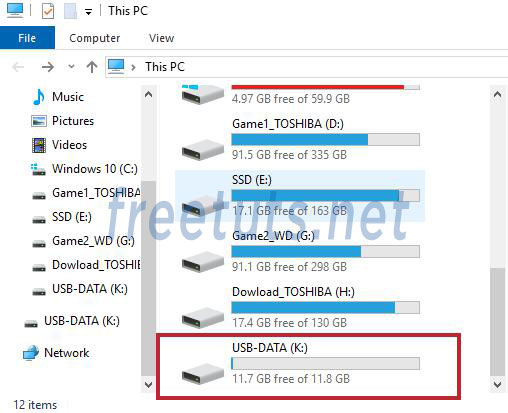 This PC
File
Computer
View
This PC
Music
Pictures
Videos
Windows 10 (C:)
Game1_TOSHIB
SSD (E:)
Game2_WD (G:)
Dowload_TOSHIB
USB-DATA (K:)
USB-DATA (K:)
Network
4.97 GB free of 59.9 GB
Game1_TOSHIBA (D:)
91.5 GB free of 335 GB
SSD (E:)
17.1 GB free of 163 GB
Game2_WD (G:)
91.1 GB free of 298 GB
Dowload_TOSHIBA (H:)
17.4 GB free of 130 GB
USB-DATA (K:)
11.7 GB free of 11.8 GB
freetuts.net
12 items